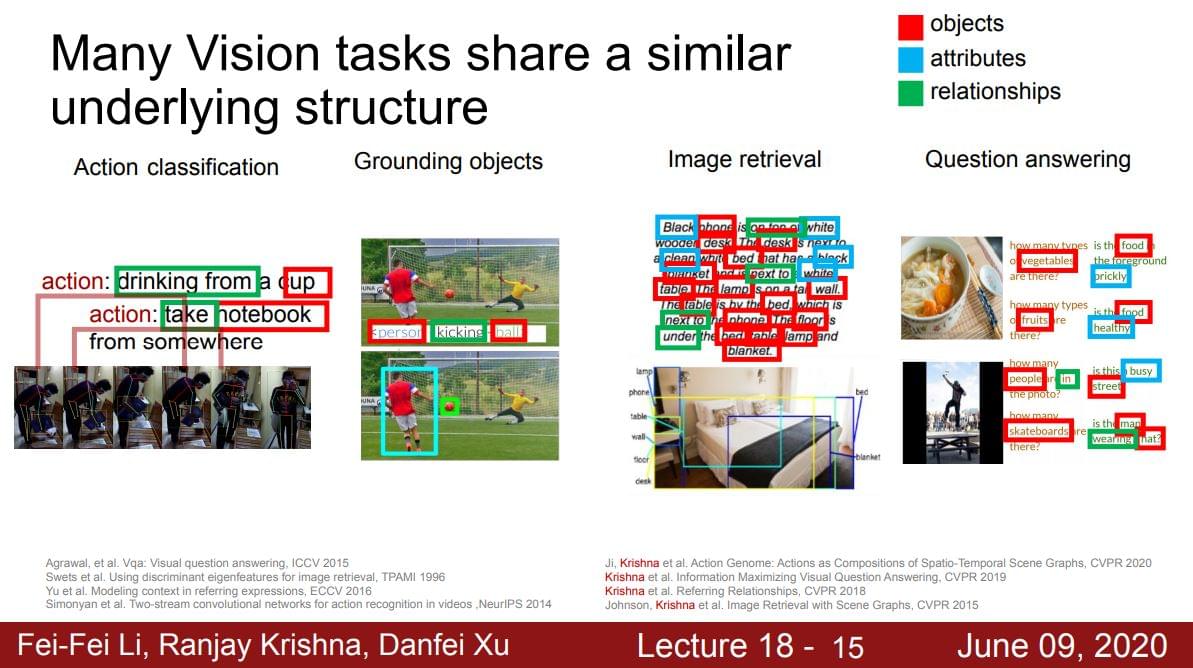 Many Vision tasks share a similar
underlying structure
objects
attributes
relationships
Action classification
action: drinking from a cup
action: take notebook
from somewhere
Grounding objects
person kicking ball
Image retrieval
Black phone is on top of white
wooden desk. The desk is next to
a clean white bed that has a black
blanket and is next to a white
table. The lamp is on a tall wall.
The table is by the bed, which is
next to the phone. The floor is
under the bed, table, lamp and
blanket.
lamp
phone
table
wall
floor
desk
bed
blanket
Question answering
how many types
of vegetables
are there?
is the food in
the foreground
prickly
how many types
of fruits are
there?
is the food
healthy
how many
people are in
the photo?
is this a busy
street
how many
skateboards are
there?
is the man
wearing hat?
Agrawal, et al. Vqa: Visual question answering, ICCV 2015
Swets et al. Using discriminant eigenfeatures for image retrieval, TPAMI 1996
Yu et al. Modeling context in referring expressions, ECCV 2016
Simonyan et al. Two-stream convolutional networks for action recognition in videos ,NeurIPS 2014
Ji, Krishna et al. Action Genome: Actions as Compositions of Spatio-Temporal Scene Graphs, CVPR 2020
Krishna et al. Information Maximizing Visual Question Answering, CVPR 2019
Krishna et al. Referring Relationships, CVPR 2018
Johnson, Krishna et al. Image Retrieval with Scene Graphs, CVPR 2015
Fei-Fei Li, Ranjay Krishna, Danfei Xu
Lecture 18 - 15
June 09, 2020